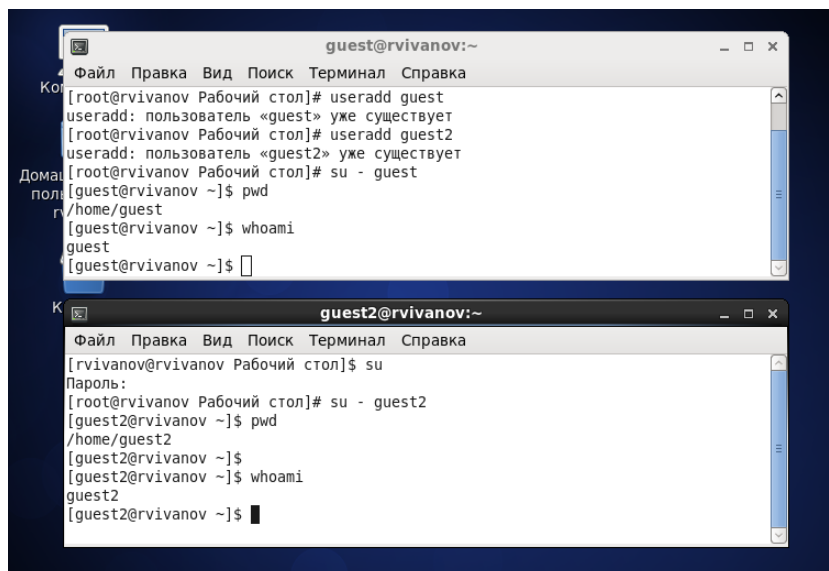 guest@rvivanov:~
Файл Правка Вид Поиск Терминал Справка
[root@rvivanov Рабочий стол]# useradd guest
useradd: пользователь «guest» уже существует
[root@rvivanov Рабочий стол]# useradd guest2
useradd: пользователь «guest2» уже существует
[root@rvivanov Рабочий стол]# su - guest
[guest@rvivanov ~]$ pwd
/home/guest
[guest@rvivanov ~]$ whoami
guest
[guest@rvivanov ~]$
guest2@rvivanov:~
Файл Правка Вид Поиск Терминал Справка
[rvivanov@rvivanov Рабочий стол]$ su
Пароль:
[root@rvivanov Рабочий стол]# su - guest2
[guest2@rvivanov ~]$ pwd
/home/guest2
[guest2@rvivanov ~]$
[guest2@rvivanov ~]$ whoami
guest2
[guest2@rvivanov ~]$